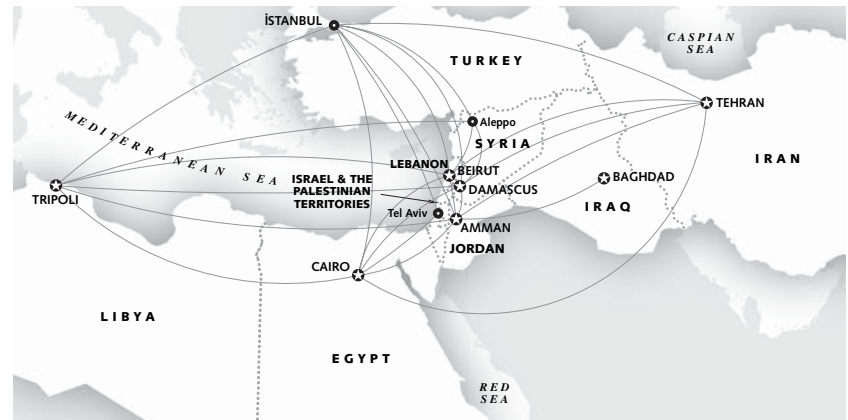 İSTANBUL
CASPIAN
SEA
TURKEY
TEHRAN
MEDITERRANEAN SEA
Aleppo
SYRIA
LEBANON
BEIRUT
IRAN
ISRAEL & THE
PALESTINIAN
TERRITORIES
DAMASCUS
BAGHDAD
TRIPOLI
Tel Aviv
IRAQ
AMMAN
JORDAN
CAIRO
LIBYA
EGYPT
RED
SEA